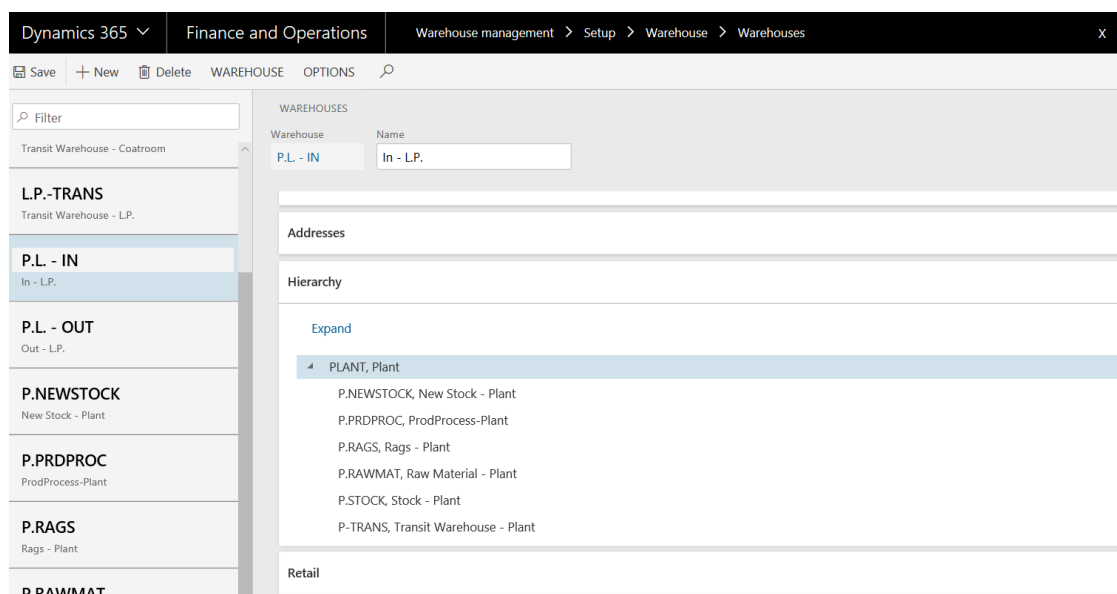 Dynamics 365 Finance and Operations Warehouse management > Setup > Warehouse > Warehouses X
Save + New Delete WAREHOUSE OPTIONS
Filter
Transit Warehouse - Coatroom
L.P.-TRANS
Transit Warehouse - L.P.
P.L. - IN
In - L.P.
P.L. - OUT
Out - L.P.
P.NEWSTOCK
New Stock - Plant
P.PRDPROC
ProdProcess-Plant
P.RAGS
Rags - Plant
P.RAWMAT
WAREHOUSES
Warehouse Name
P.L. - IN In - L.P.
Addresses
Hierarchy
Expand
PLANT, Plant
P.NEWSTOCK, New Stock - Plant
P.PRDPROC, ProdProcess-Plant
P.RAGS, Rags - Plant
P.RAWMAT, Raw Material - Plant
P.STOCK, Stock - Plant
P-TRANS, Transit Warehouse - Plant
Retail